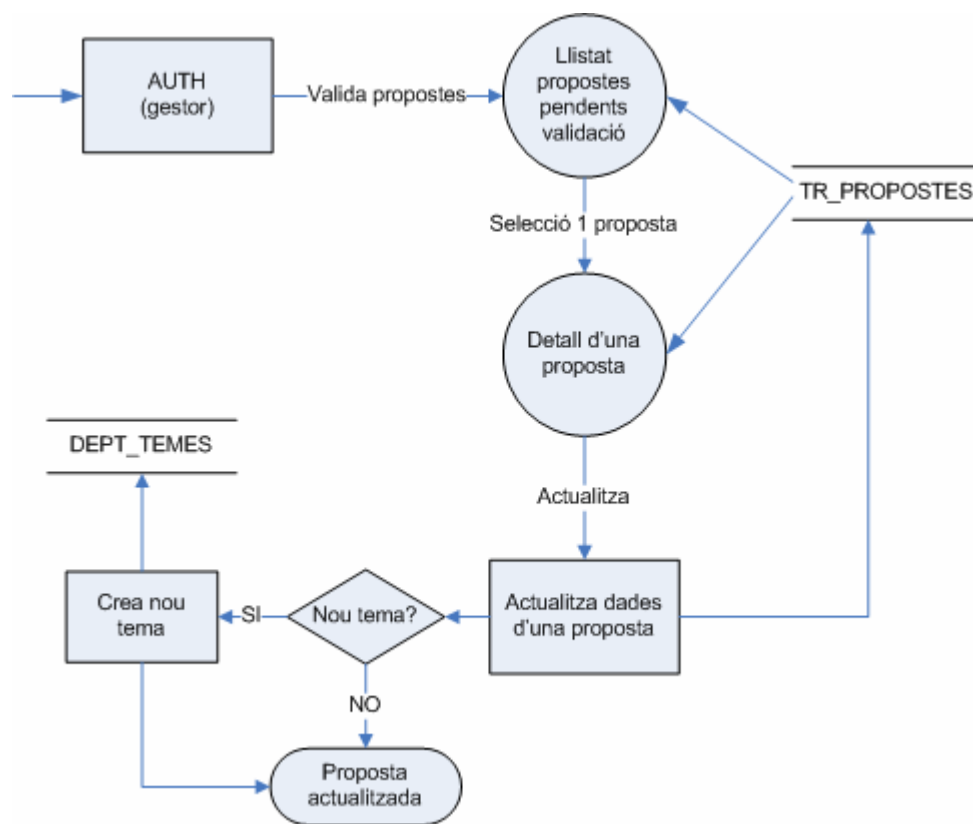 AUTH
(gestor)
Valida propostes
Llistat
propostes
pendents
validació
TR_PROPOSTES
Selecció 1 proposta
Detall d'una
proposta
DEPT_TEMES
Actualitza
Crea nou
tema
SI
Nou tema?
Actualitza dades
d'una proposta
NO
Proposta
actualitzada